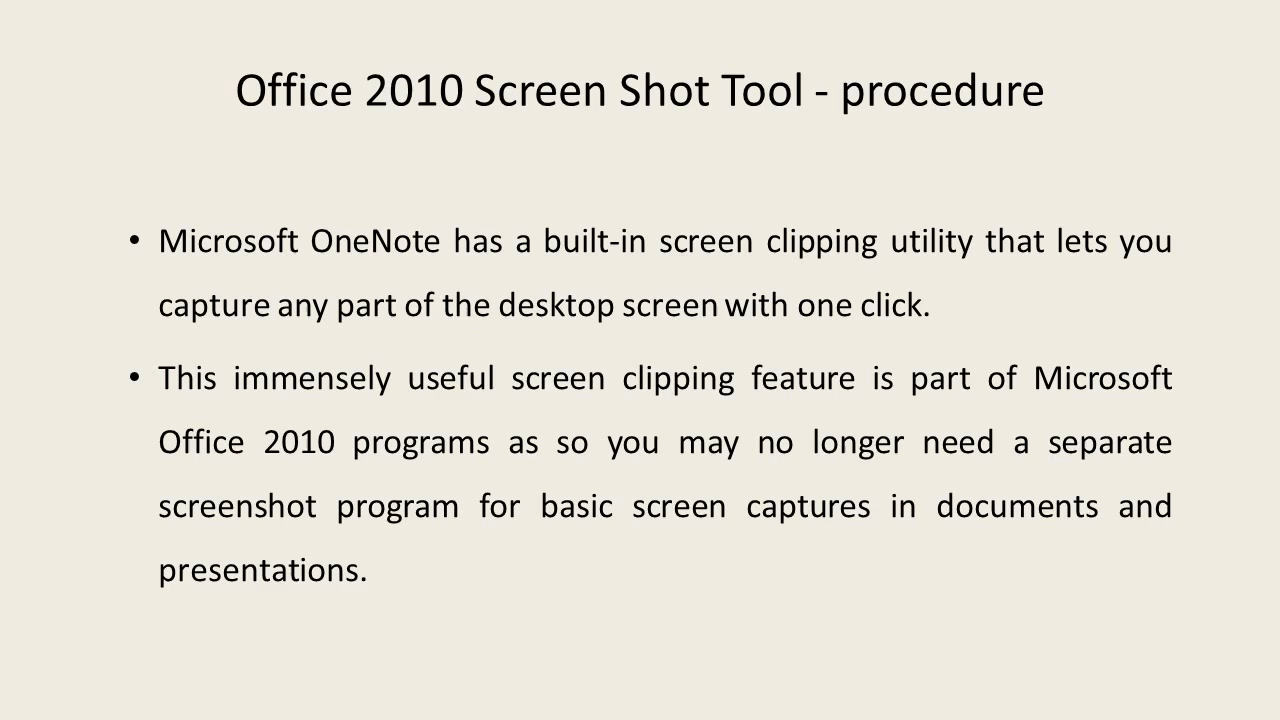 Office 2010 Screen Shot Tool - procedure
• Microsoft OneNote has a built-in screen clipping utility that lets you
capture any part of the desktop screen with one click.
• This immensely useful screen clipping feature is part of Microsoft
Office 2010 programs as so you may no longer need a separate
screenshot program for basic screen captures in documents and
presentations.